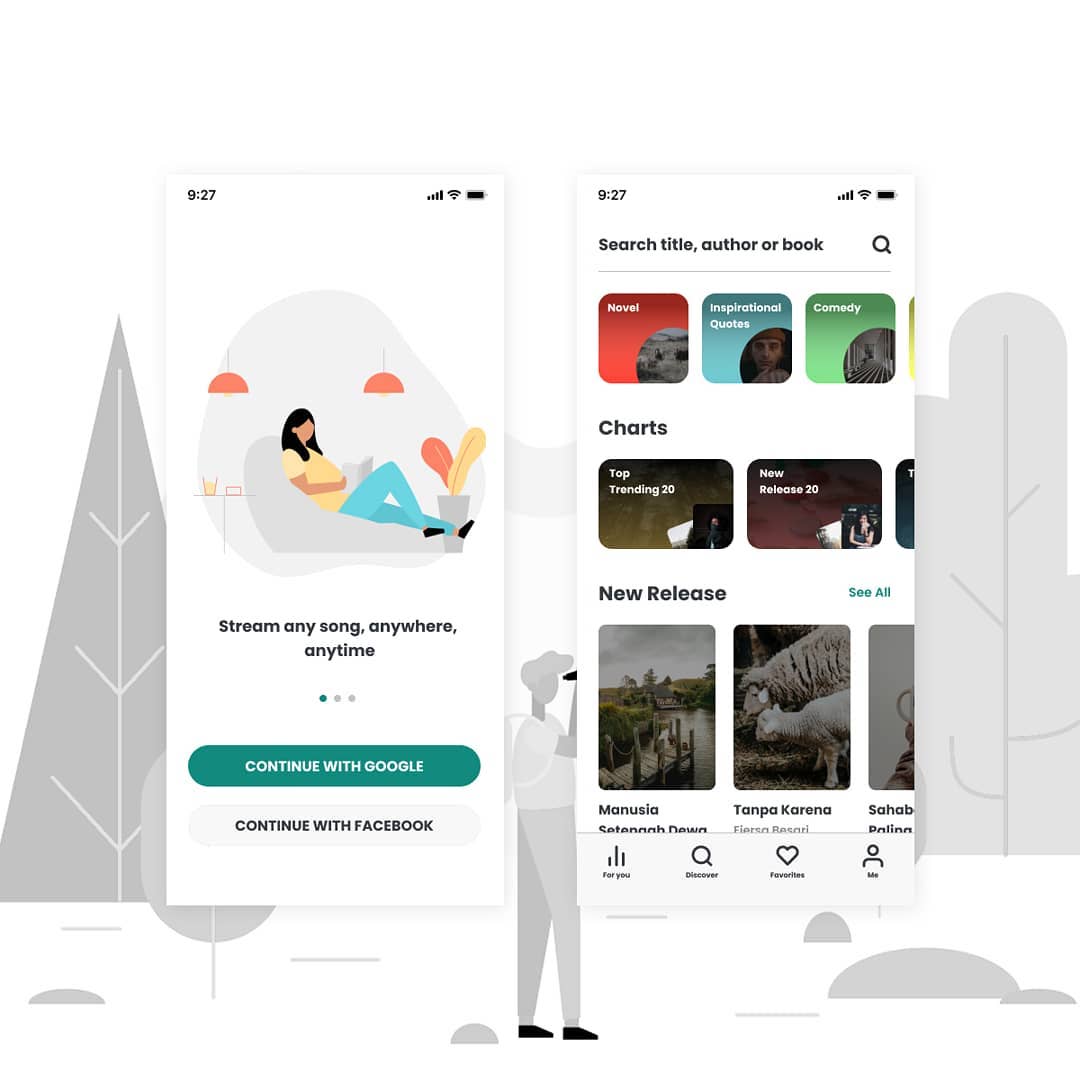 9:27
Stream any song, anywhere,
anytime
CONTINUE WITH GOOGLE
CONTINUE WITH FACEBOOK
9:27
Search title, author or book
Novel
Inspirational
Quotes
Comedy
Charts
Top
Trending 20
New
Release 20
T
New Release
See All
Manusia
Setengah Dewa
Tanpa Karena
Fiersa Besari
Sahab
Paling
For you
Discover
Favorites
Me